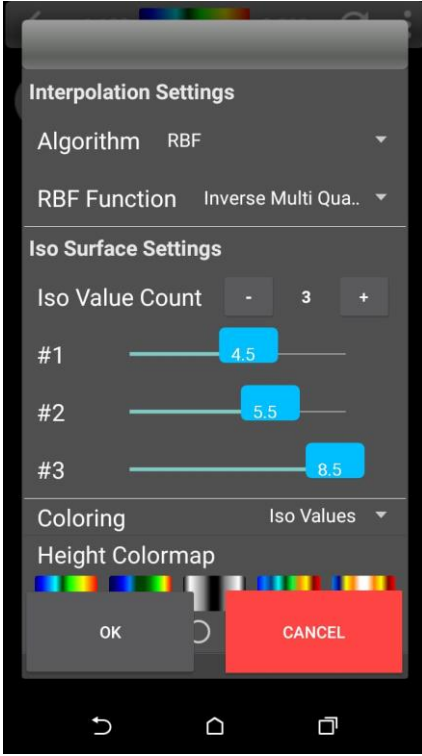 Interpolation Settings
Algorithm RBF
RBF Function Inverse Multi Qua..
Iso Surface Settings
Iso Value Count - 3 +
#1 4.5
#2 5.5
#3 8.5
Coloring Iso Values
Height Colormap
OK CANCEL